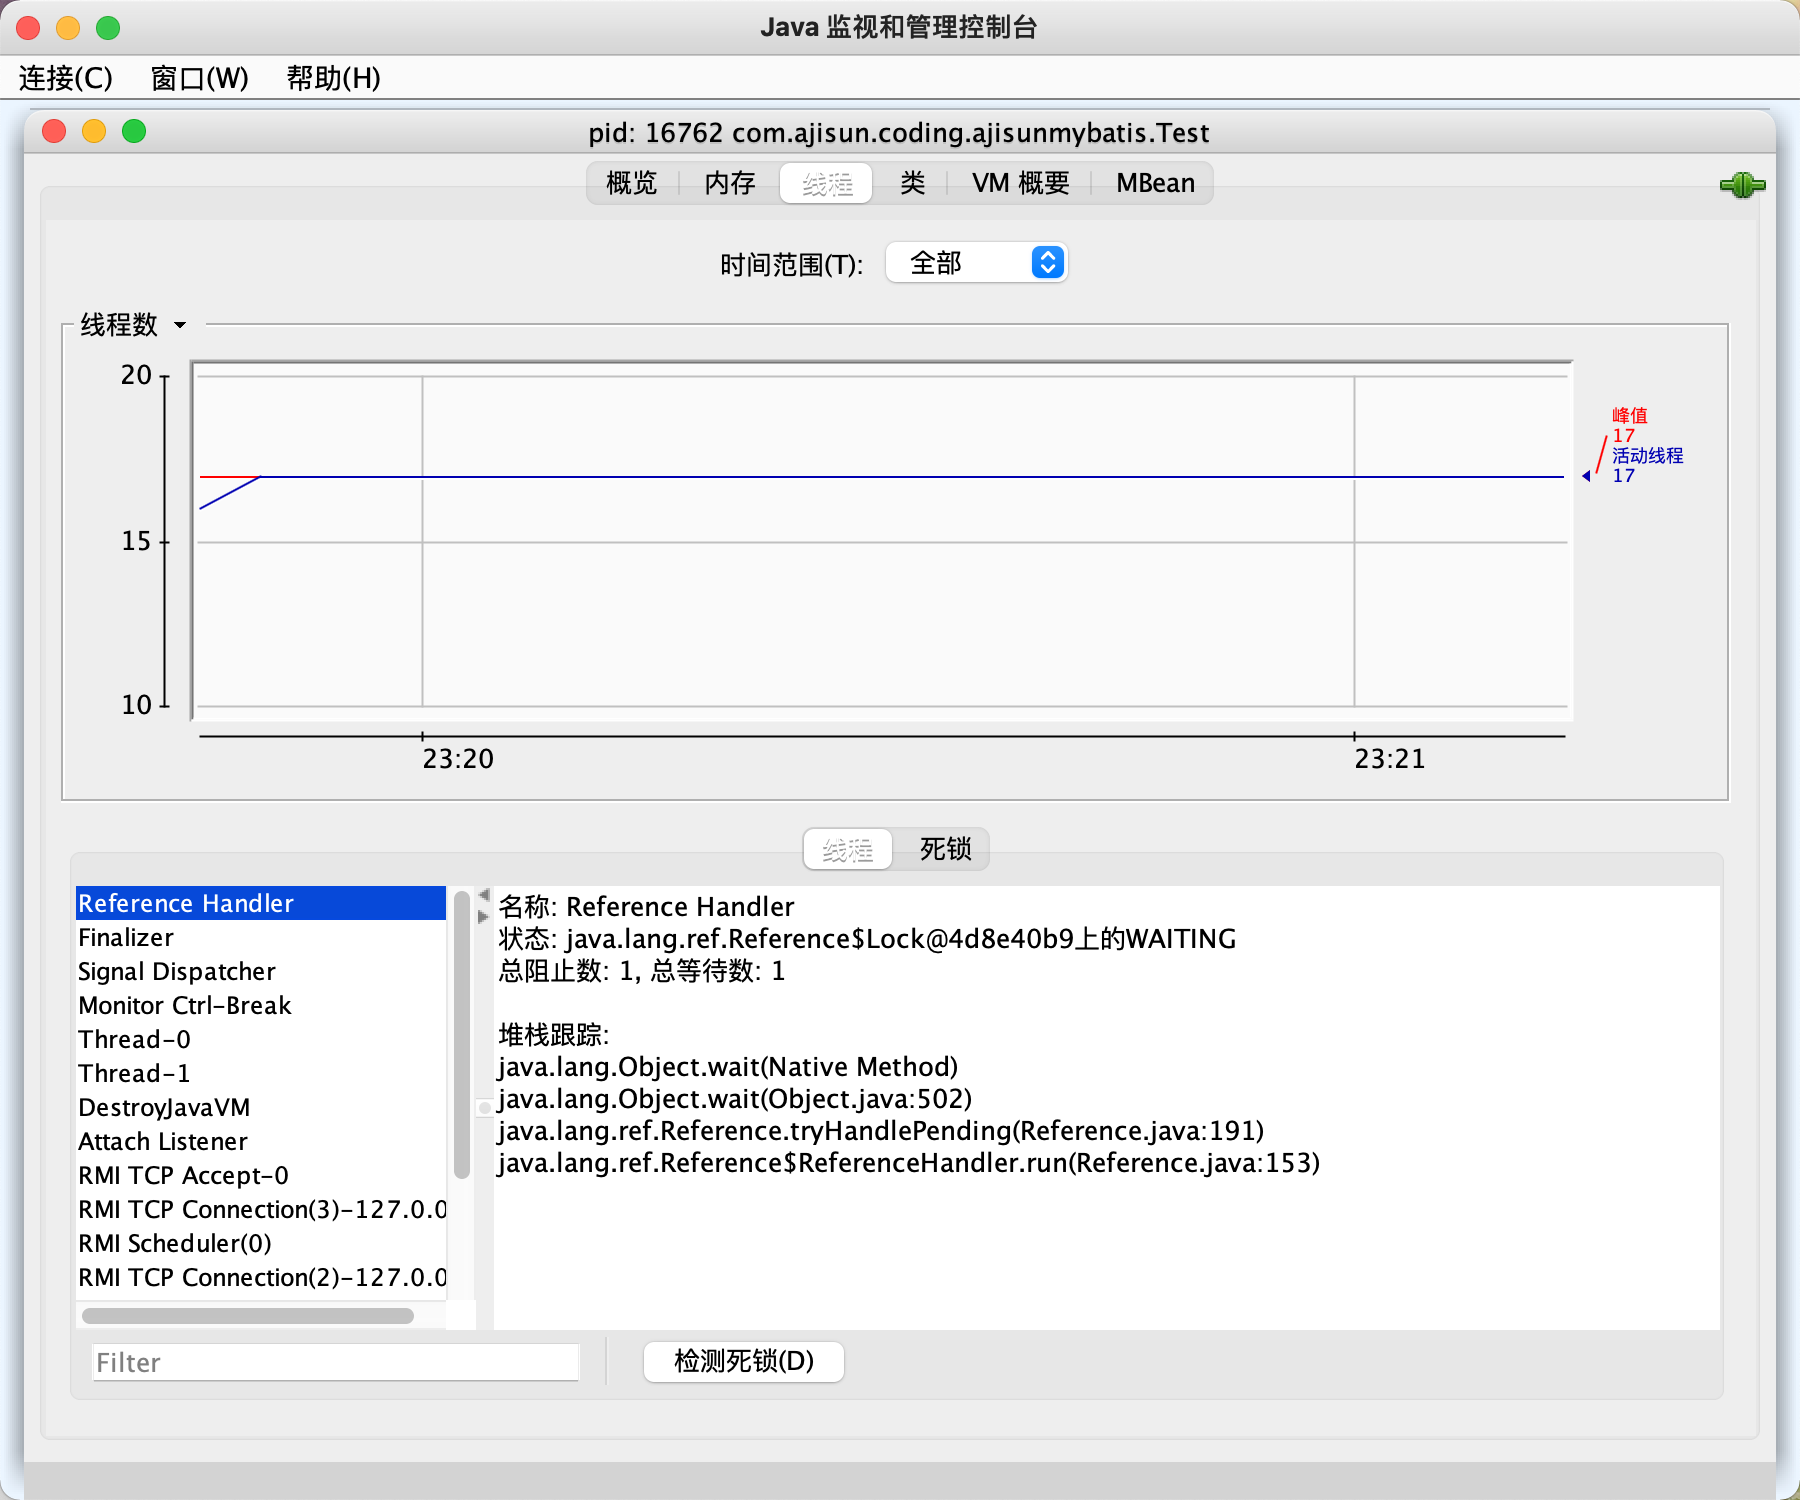 Java 监视和管理控制台
连接(C) 窗口(W) 帮助(H)
pid: 16762 com.ajisun.coding.ajisunmybatis.Test
概览 内存 线程 类 VM 概要 MBean
时间范围(T): 全部
线程数
20
15
10
23:20 23:21
峰值
17
活动线程
17
线程 死锁
Reference Handler
Finalizer
Signal Dispatcher
Monitor Ctrl-Break
Thread-0
Thread-1
DestroyJavaVM
Attach Listener
RMI TCP Accept-0
RMI TCP Connection(3)-127.0.0
RMI Scheduler(0)
RMI TCP Connection(2)-127.0.0
名称: Reference Handler
状态: java.lang.ref.Reference$Lock@4d8e40b9上的WAITING
总阻止数: 1, 总等待数: 1
堆栈跟踪:
java.lang.Object.wait(Native Method)
java.lang.Object.wait(Object.java:502)
java.lang.ref.Reference.tryHandlePending(Reference.java:191)
java.lang.ref.Reference$ReferenceHandler.run(Reference.java:153)
Filter
检测死锁(D)